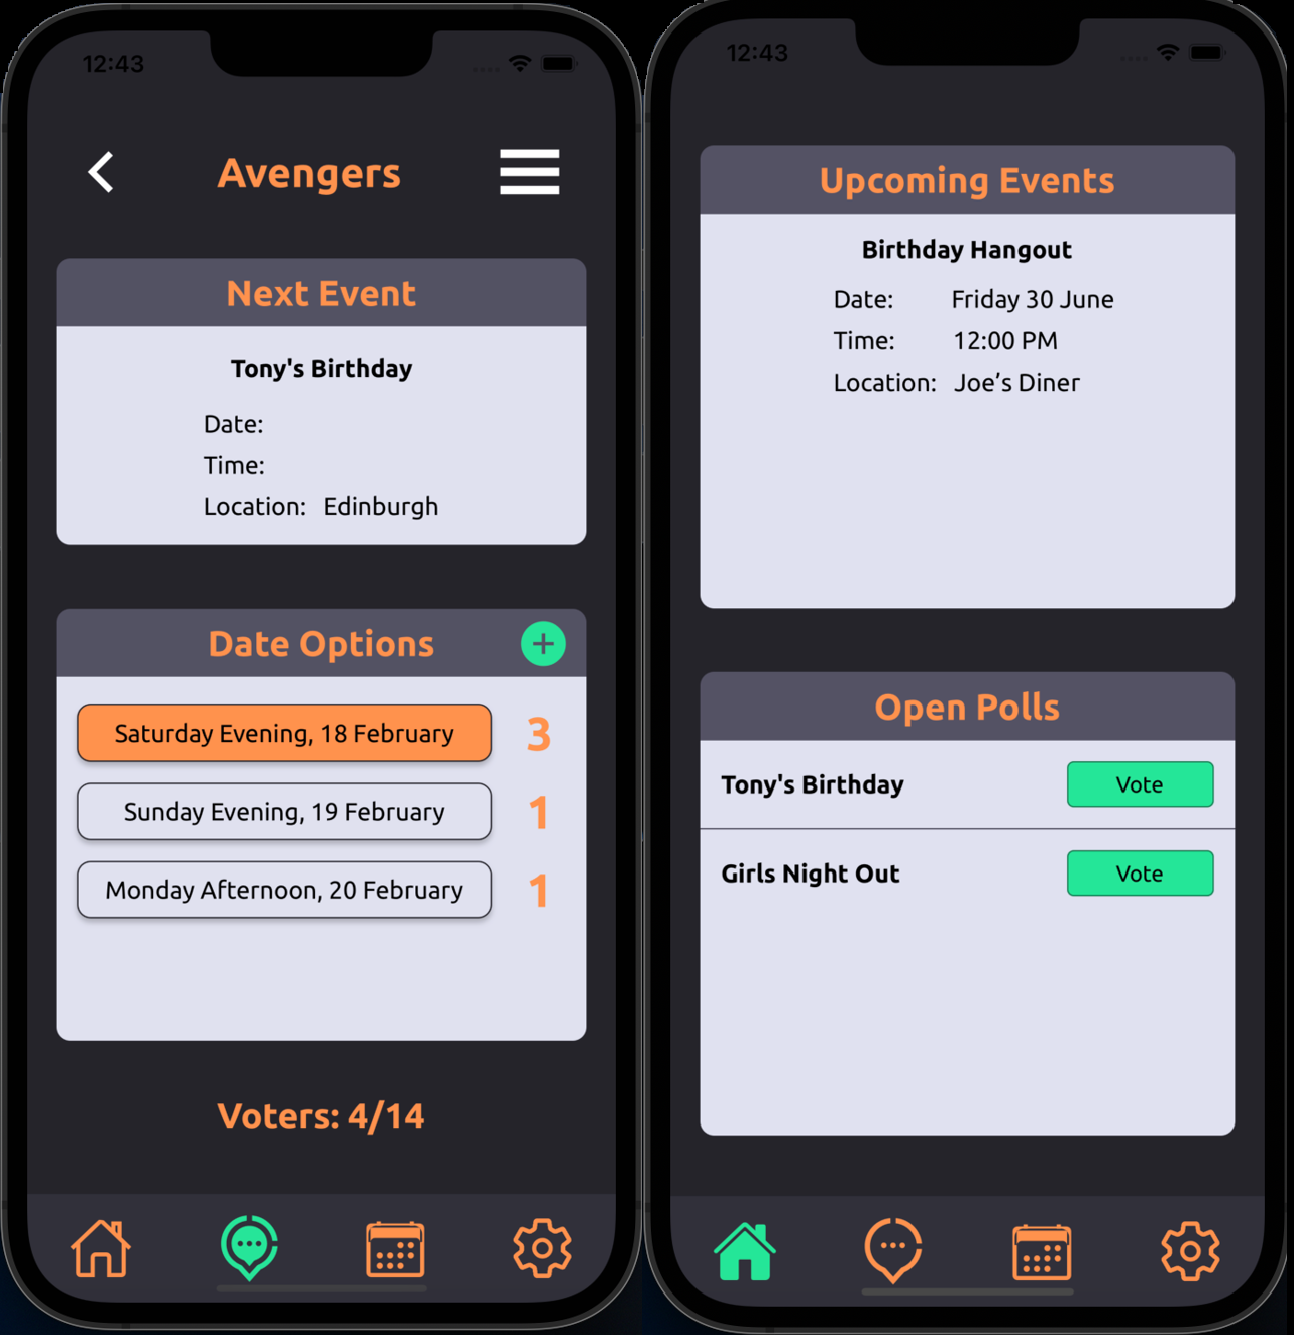 12:43
Avengers
Next Event
Tony's Birthday
Date:
Time:
Location: Edinburgh
Date Options
+
Saturday Evening, 18 February 3
Sunday Evening, 19 February 1
Monday Afternoon, 20 February 1
Voters: 4/14
12:43
Upcoming Events
Birthday Hangout
Date: Friday 30 June
Time: 12:00 PM
Location: Joe’s Diner
Open Polls
Tony's Birthday Vote
Girls Night Out Vote